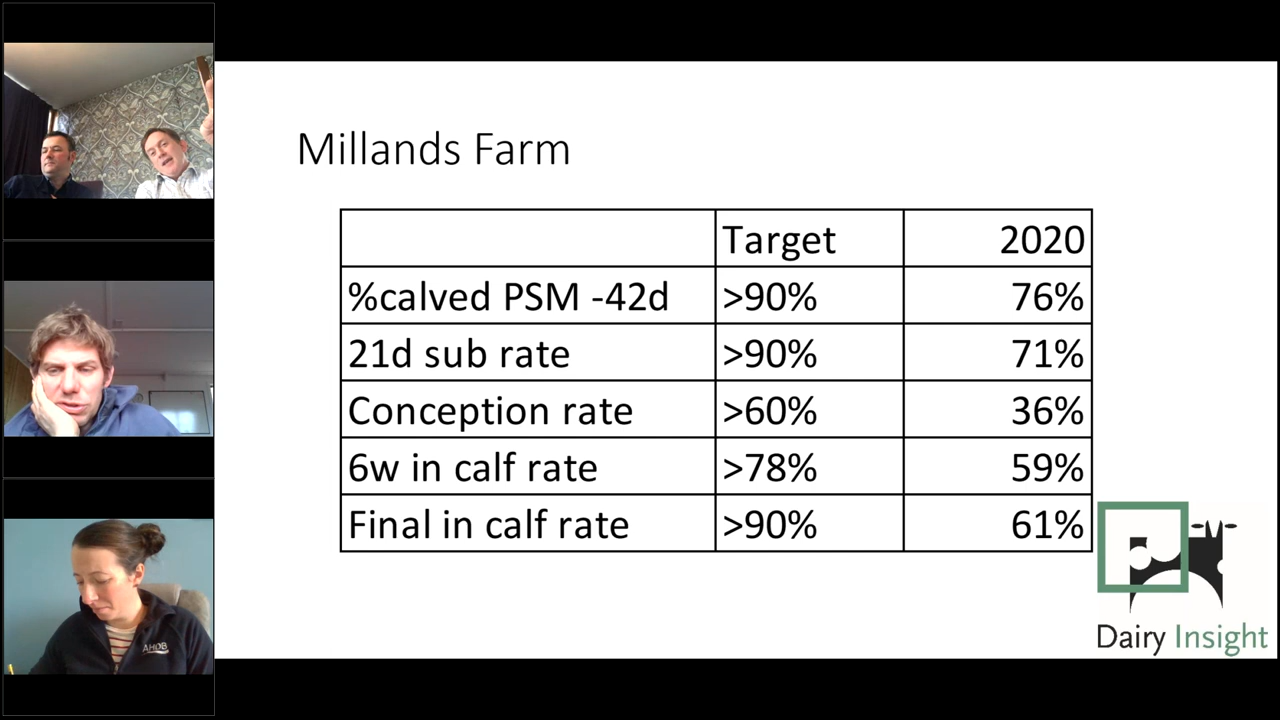 Millands Farm
Target 2020
%calved PSM -42d >90% 76%
21d sub rate >90% 71%
Conception rate >60% 36%
6w in calf rate >78% 59%
Final in calf rate >90% 61%
Dairy Insight
AHDB